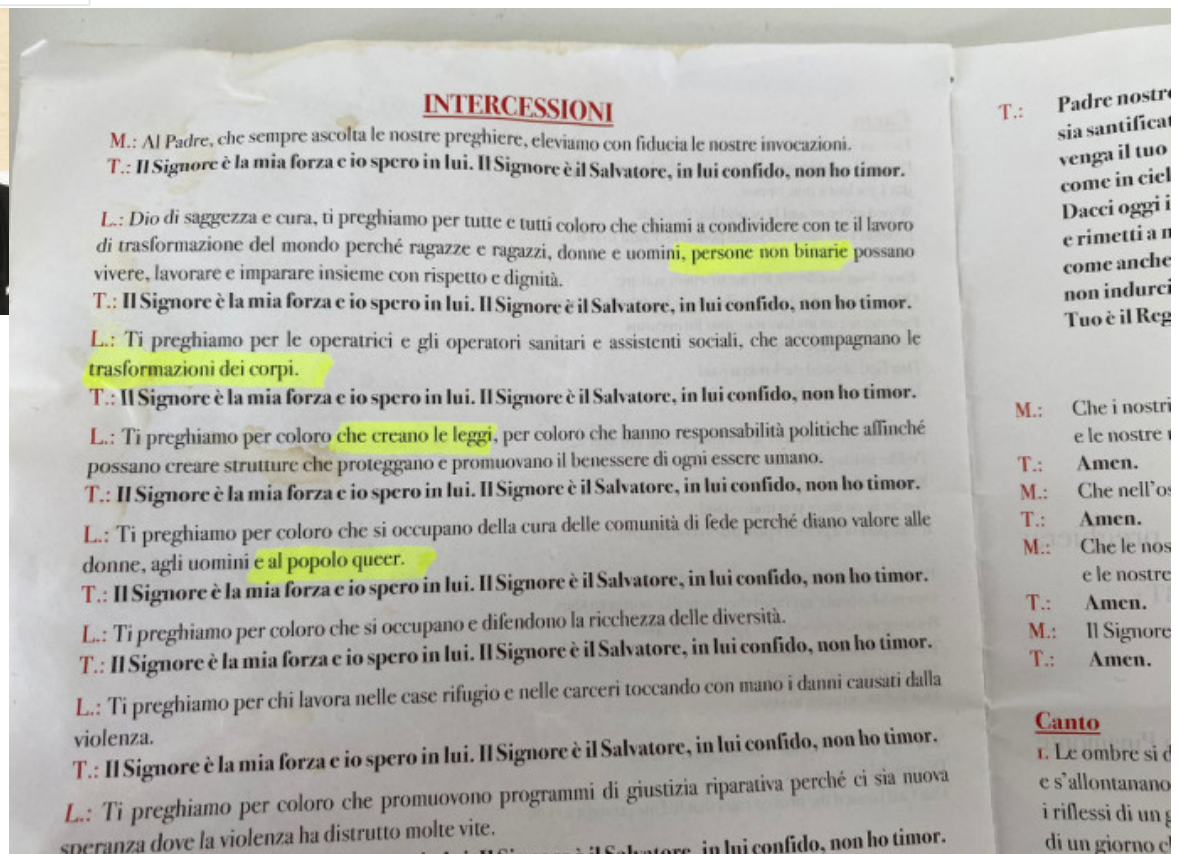 INTERCESSIONI
M.: Al Padre, che sempre ascolta le nostre preghiere, eleviamo con fiducia le nostre invocazioni.
T.: Il Signore è la mia forza e io spero in lui. Il Signore è il Salvatore, in lui confido, non ho timor.
L.: Dio di saggezza e cura, ti preghiamo per tutte e tutti coloro che chiami a condividere con te il lavoro
di trasformazione del mondo perché ragazze e ragazzi, donne e uomini, persone non binarie possano
vivere, lavorare e imparare insieme con rispetto e dignità.
T.: Il Signore è la mia forza e io spero in lui. Il Signore è il Salvatore, in lui confido, non ho timor.
L.: Ti preghiamo per le operatrici e gli operatori sanitari e assistenti sociali, che accompagnano le
trasformazioni dei corpi.
T.: Il Signore è la mia forza e io spero in lui. Il Signore è il Salvatore, in lui confido, non ho timor.
L.: Ti preghiamo per coloro che creano le leggi, per coloro che hanno responsabilità politiche affinché
possano creare strutture che proteggano e promuovano il benessere di ogni essere umano.
T.: Il Signore è la mia forza e io spero in lui. Il Signore è il Salvatore, in lui confido, non ho timor.
L.: Ti preghiamo per coloro che si occupano della cura delle comunità di fede perché diano valore alle
donne, agli uomini e al popolo queer.
T.: Il Signore è la mia forza e io spero in lui. Il Signore è il Salvatore, in lui confido, non ho timor.
L.: Ti preghiamo per coloro che si occupano e difendono la ricchezza delle diversità.
T.: Il Signore è la mia forza e io spero in lui. Il Signore è il Salvatore, in lui confido, non ho timor.
L.: Ti preghiamo per chi lavora nelle case rifugio e nelle carceri toccando con mano i danni causati dalla
violenza.
T.: Il Signore è la mia forza e io spero in lui. Il Signore è il Salvatore, in lui confido, non ho timor.
L.: Ti preghiamo per coloro che promuovono programmi di giustizia riparativa perché ci sia nuova
speranza dove la violenza ha distrutto molte vite.
il Salvatore, in lui confido, non ho timor.
T.: Padre nostro
sia santificat
venga il tuo
come in ciel
Dacci oggi i
e rimetti a n
come anche
non indurci
Tuo è il Reg
M.: Che i nostri
e le nostre
T.: Amen.
M.: Che nell'os
T.: Amen.
M.: Che le nos
e le nostre
T.: Amen.
M.: Il Signore
T.: Amen.
Canto
1. Le ombre si d
e s'allontanano
i riflessi di un g
di un giorno c